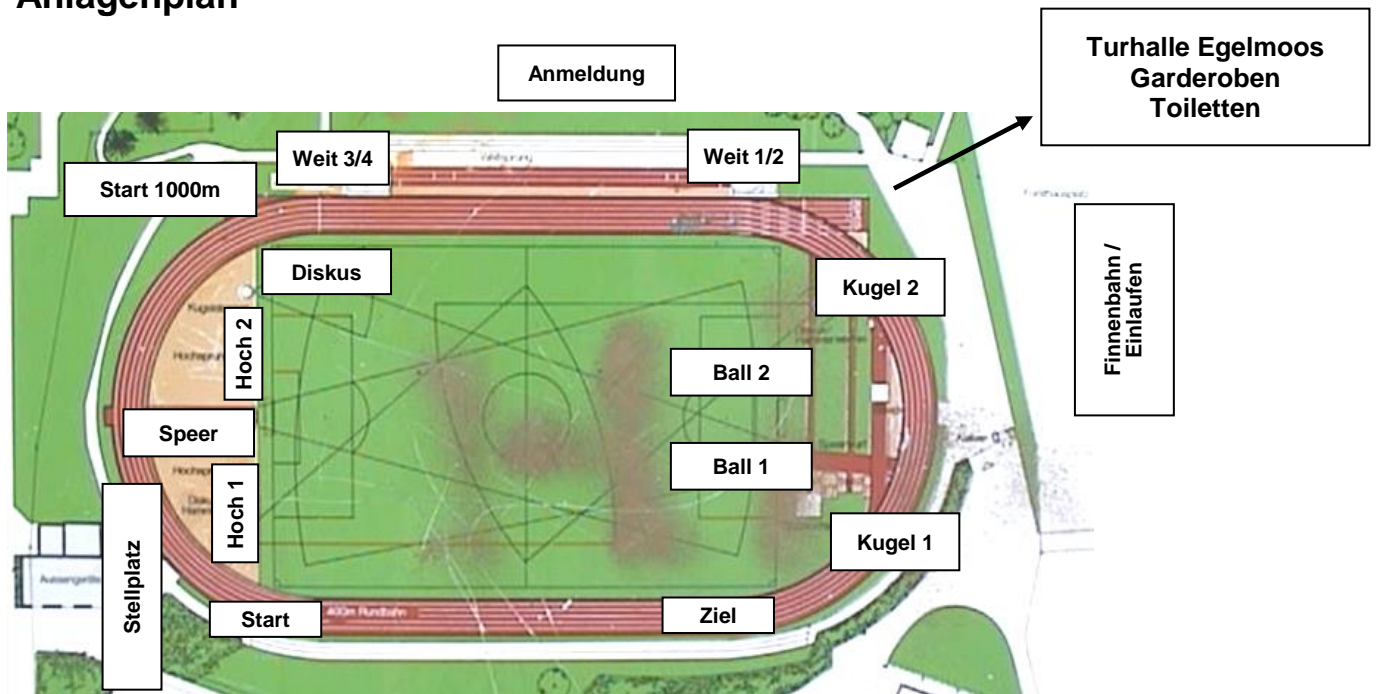 Anlagenplan
Turhalle Egelmoos
Garderoben
Toiletten
Anmeldung
Weit 3/4
Weit 1/2
Start 1000m
Finnenbahn /
Einlaufen
Diskus
Kugel 2
Hoch 2
Ball 2
Speer
Ball 1
Hoch 1
Kugel 1
Stellplatz
Start
400m Rundbahn
Ziel